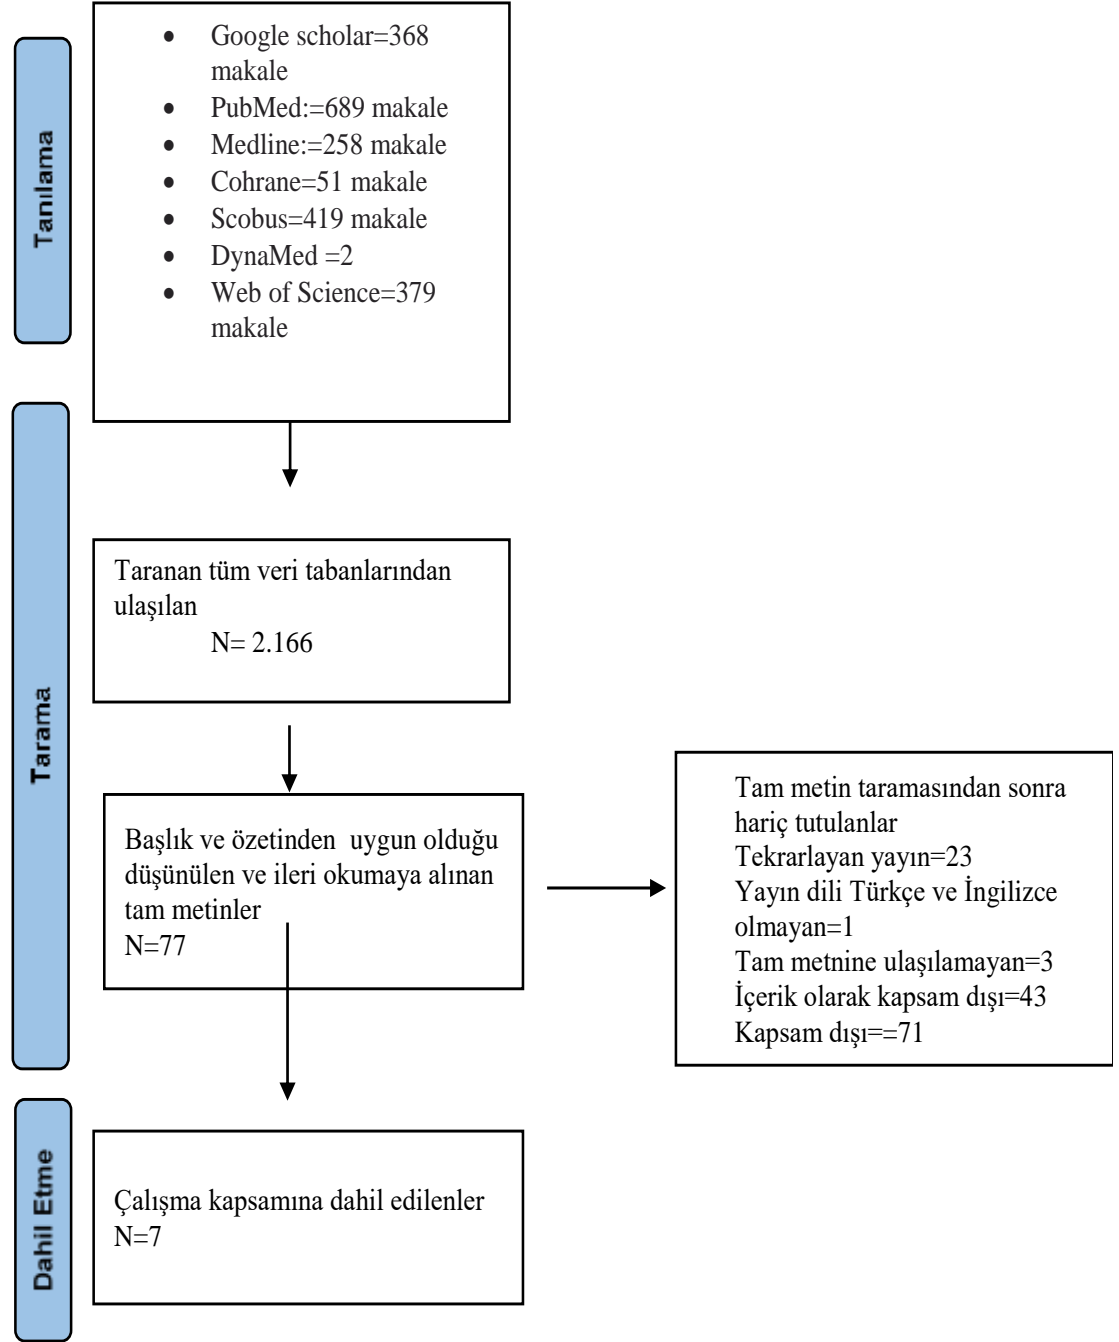 Tanılama
• Google scholar=368
makale
• PubMed:=689 makale
• Medline:=258 makale
• Cohrane=51 makale
• Scobus=419 makale
• DynaMed =2
• Web of Science=379
makale
Tarama
Taranan tüm veri tabanlarından
ulaşılan
N= 2.166
Başlık ve özetinden  uygun olduğu
düşünülen ve ileri okumaya alınan
tam metinler
N=77
Tam metin taramasından sonra
hariç tutulanlar
Tekrarlayan yayın=23
Yayın dili Türkçe ve İngilizce
olmayan=1
Tam metnine ulaşılamayan=3
İçerik olarak kapsam dışı=43
Kapsam dışı==71
Dahil Etme
Çalışma kapsamına dahil edilenler
N=7